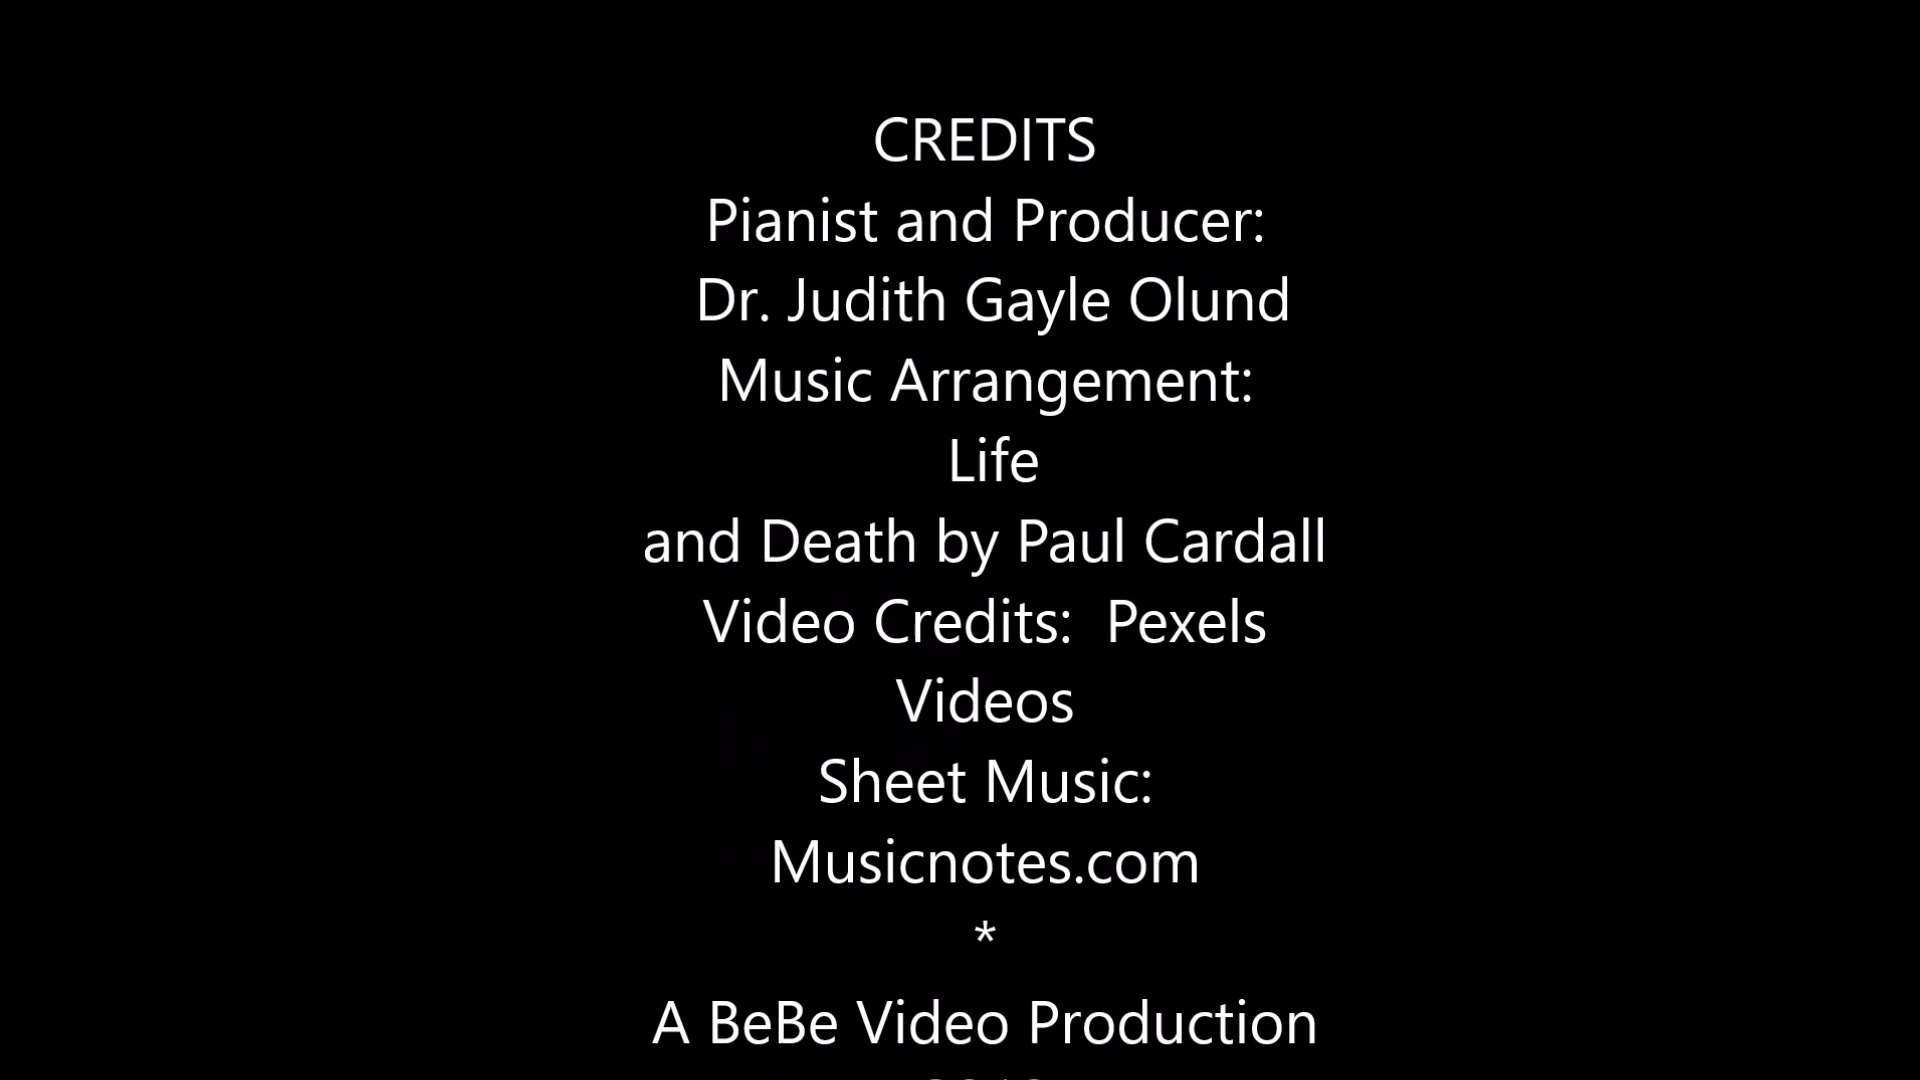 CREDITS
Pianist and Producer:
Dr. Judith Gayle Olund
Music Arrangement:
Life
and Death by Paul Cardall
Video Credits:  Pexels
Videos
Sheet Music:
Musicnotes.com
*
A BeBe Video Production